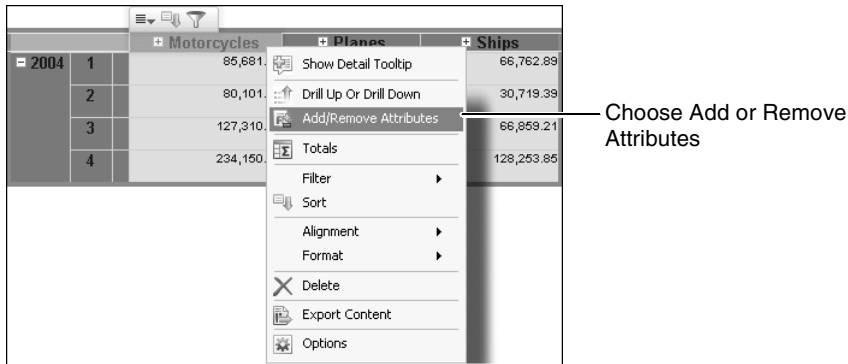 Motorcycles Planes Ships
2004 1 85,681. Show Detail Tooltip 66,762.89
2 80,101. Drill Up Or Drill Down 30,719.39
Add/Remove Attributes
Choose Add or Remove
Attributes
3 127,310. 66,859.21
Totals
4 234,150. 128,253.85
Filter
Sort
Alignment
Format
Delete
Export Content
Options